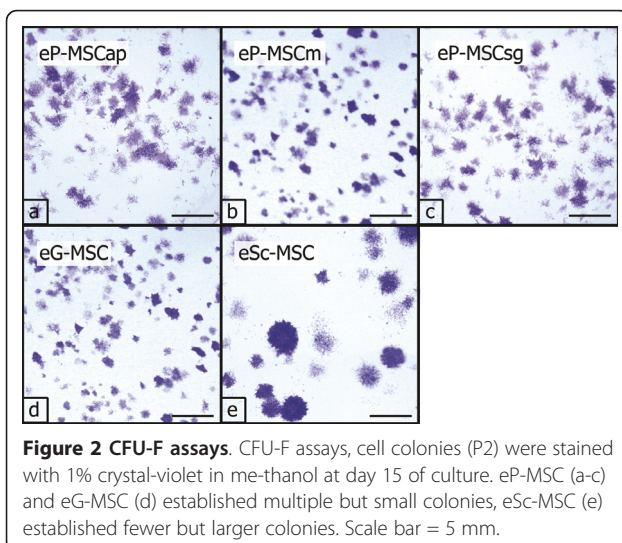 eP-MSCap
eP-MSCm
eP-MSCsg
a
b
c
eG-MSC
eSc-MSC
d
e
Figure 2 CFU-F assays. CFU-F assays, cell colonies (P2) were stained
with 1% crystal-violet in me-thanol at day 15 of culture. eP-MSC (a-c)
and eG-MSC (d) established multiple but small colonies, eSc-MSC (e)
established fewer but larger colonies. Scale bar = 5 mm.